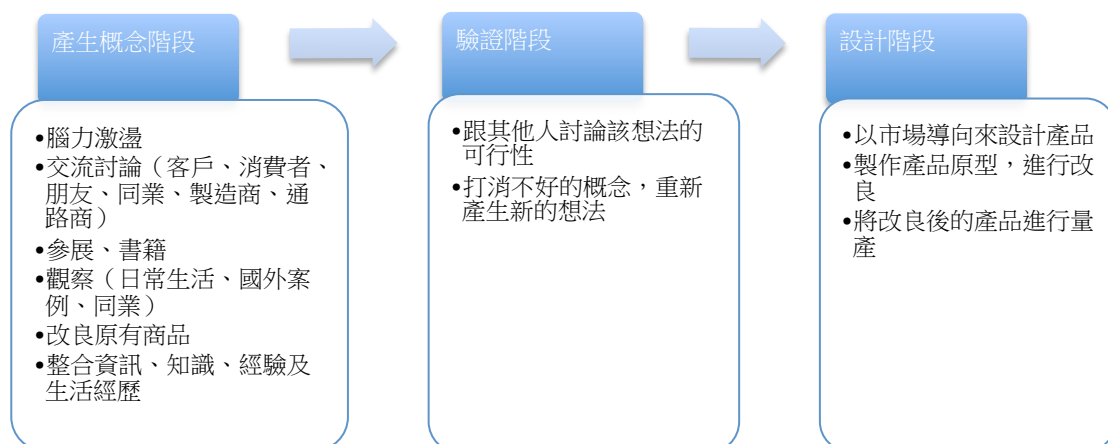 產生概念階段
•腦力激盪
•交流討論（客戶、消費者、
朋友、同業、製造商、通
路商）
•參展、書籍
•觀察（日常生活、國外案
例、同業）
•改良原有商品
•整合資訊、知識、經驗及
生活經歷
驗證階段
•跟其他人討論該想法的
可行性
•打消不好的概念，重新
產生新的想法
設計階段
•以市場導向來設計產品
•製作產品原型，進行改
良
•將改良後的產品進行量
產